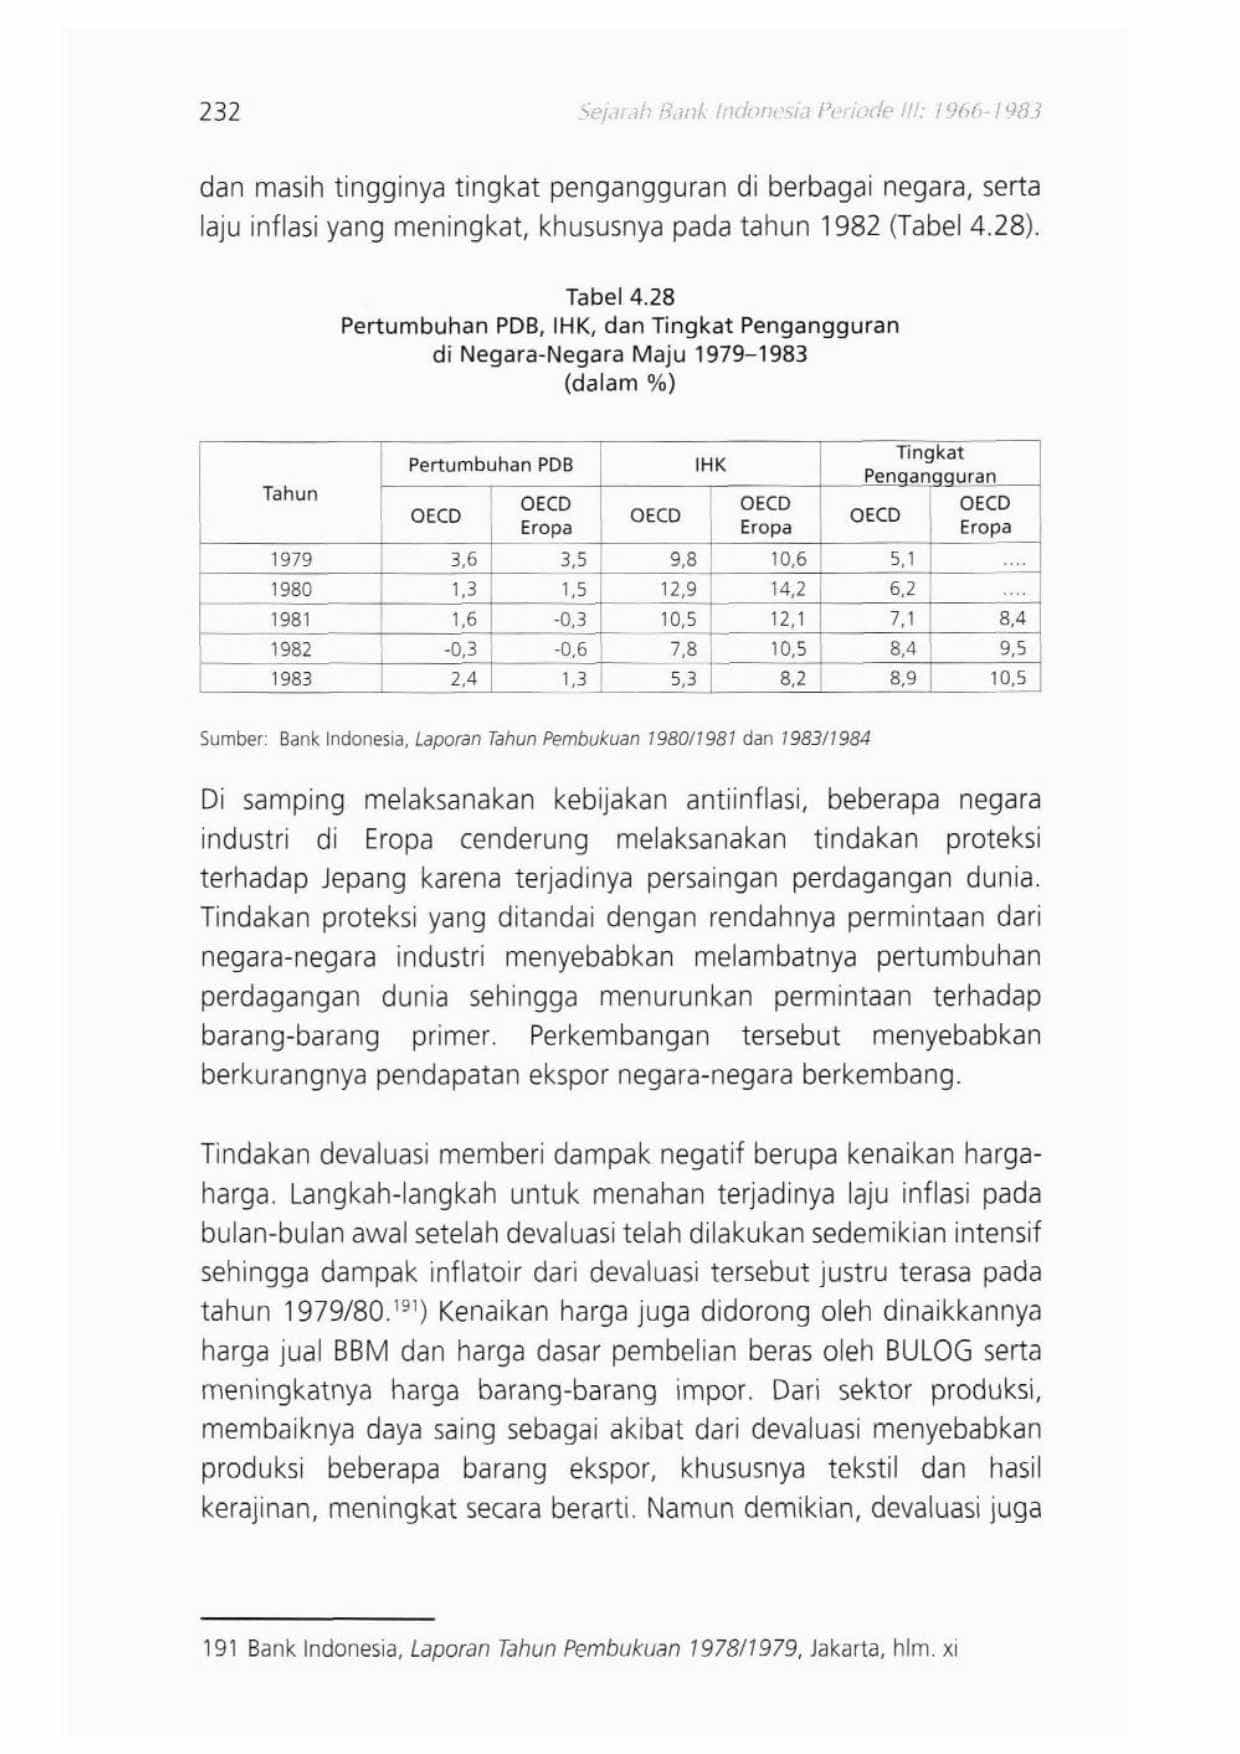 232
Sejarah Bank Indonesia Periode III: 1966-1983
dan masih tingginya tingkat pengangguran di berbagai negara, serta
laju inflasi yang meningkat, khususnya pada tahun 1982 (Tabel 4.28).
Tabel 4.28
Pertumbuhan PDB, IHK, dan Tingkat Pengangguran
di Negara-Negara Maju 1979–1983
(dalam %)
Tahun Pertumbuhan PDB IHK Tingkat Pengangguran
OECD OECD Eropa OECD OECD Eropa OECD OECD Eropa
1979 3,6 3,5 9,8 10,6 5,1 ....
1980 1,3 1,5 12,9 14,2 6,2 ....
1981 1,6 -0,3 10,5 12,1 7,1 8,4
1982 -0,3 -0,6 7,8 10,5 8,4 9,5
1983 2,4 1,3 5,3 8,2 8,9 10,5
Sumber: Bank Indonesia, Laporan Tahun Pembukuan 1980/1981 dan 1983/1984
Di samping melaksanakan kebijakan antiinflasi, beberapa negara
industri di Eropa cenderung melaksanakan tindakan proteksi
terhadap Jepang karena terjadinya persaingan perdagangan dunia.
Tindakan proteksi yang ditandai dengan rendahnya permintaan dari
negara-negara industri menyebabkan melambatnya pertumbuhan
perdagangan dunia sehingga menurunkan permintaan terhadap
barang-barang primer. Perkembangan tersebut menyebabkan
berkurangnya pendapatan ekspor negara-negara berkembang.
Tindakan devaluasi memberi dampak negatif berupa kenaikan harga-
harga. Langkah-langkah untuk menahan terjadinya laju inflasi pada
bulan-bulan awal setelah devaluasi telah dilakukan sedemikian intensif
sehingga dampak inflatoir dari devaluasi tersebut justru terasa pada
tahun 1979/80.¹⁹¹) Kenaikan harga juga didorong oleh dinaikkannya
harga jual BBM dan harga dasar pembelian beras oleh BULOG serta
meningkatnya harga barang-barang impor. Dari sektor produksi,
membaiknya daya saing sebagai akibat dari devaluasi menyebabkan
produksi beberapa barang ekspor, khususnya tekstil dan hasil
kerajinan, meningkat secara berarti. Namun demikian, devaluasi juga
191 Bank Indonesia, Laporan Tahun Pembukuan 1978/1979, Jakarta, hlm. xi